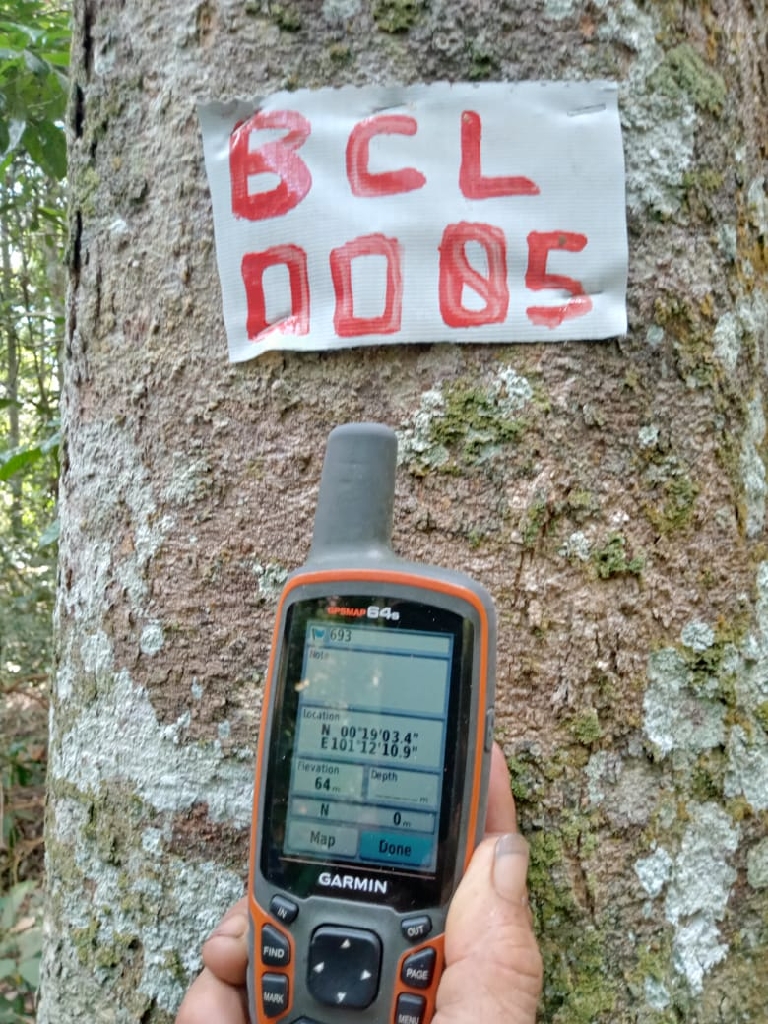 BCL
0005
GPSMAP 64s
693
Note
Location
N 00°19'03.4"
E101°12'10.9"
Elevation
64m
Depth
m
N
0m
Map
Done
GARMIN
IN
OUT
FIND
PAGE
MARK
MENU